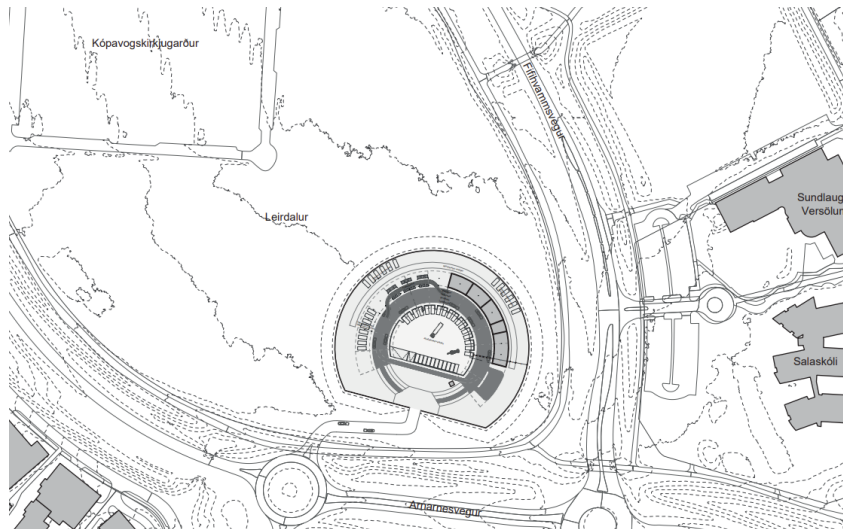 Kópavogskirkjugarður
Fífuhvammsvegur
Sundlaug
Versölum
Leirdalur
Salaskóli
Arnarnesvegur